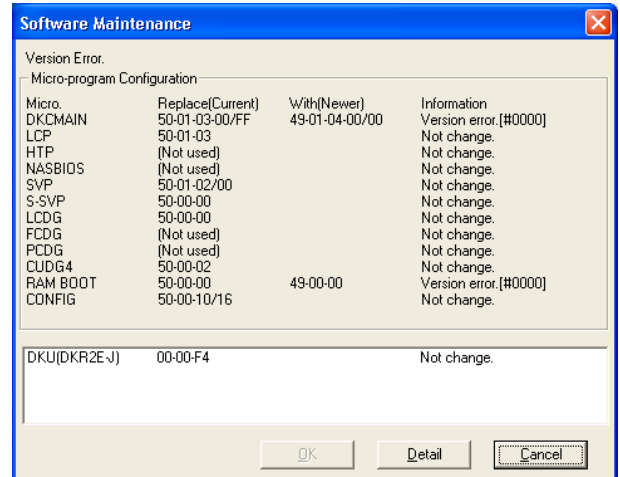 Software Maintenance
Version Error.
Micro-program Configuration
Micro. Replace(Current) With(Newer) Information
DKCMAIN 50-01-03-00/FF 49-01-04-00/00 Version error.[#0000]
LCP 50-01-03 Not change.
HTP (Not used) Not change.
NASBIOS (Not used) Not change.
SVP 50-01-02/00 Not change.
S-SVP 50-00-00 Not change.
LCDG 50-00-00 Not change.
FCDG (Not used) Not change.
PCDG (Not used) Not change.
CUDG4 50-00-02 Not change.
RAM BOOT 50-00-00 49-00-00 Version error.[#0000]
CONFIG 50-00-10/16 Not change.
DKU(DKR2E-J) 00-00-F4 Not change.
OK Detail Cancel